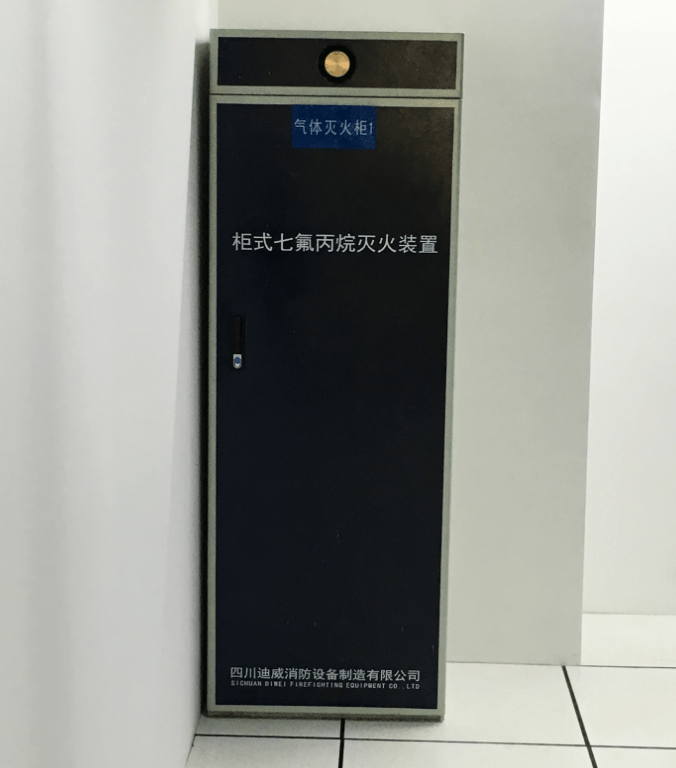 气体灭火柜1
柜式七氟丙烷灭火装置
四川迪威消防设备制造有限公司
SICHUAN DIWEI FIREFIGHTING EQUIPMENT CO .LTD